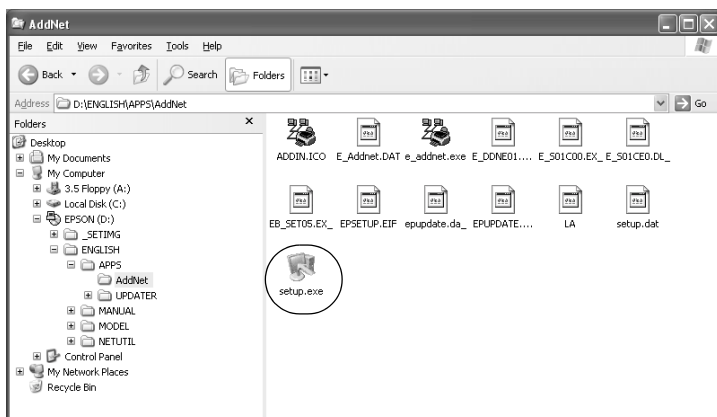 AddNet
File Edit View Favorites Tools Help
Back Search Folders
Address D:\ENGLISH\APPS\AddNet Go
Folders x
Desktop
My Documents
My Computer
3.5 Floppy (A:)
Local Disk (C:)
EPSON (D:)
_SETIMG
ENGLISH
APPS
AddNet
UPDATER
MANUAL
MODEL
NETUTIL
Control Panel
My Network Places
Recycle Bin
ADDIN.ICO E_Addnet.DAT e_addnet.exe E_DDNE01.... E_S01C00.EX_ E_S01CE0.DL_
EB_SET05.EX_ EPSETUP.EIF epupdate.da_ EPUPDATE.... LA setup.dat
setup.exe